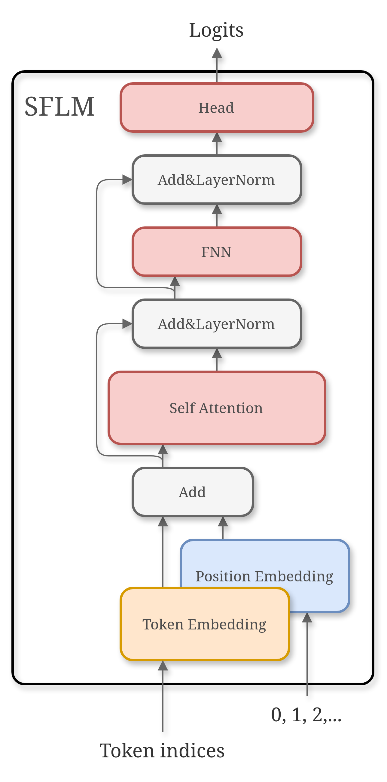 Logits
SFLM
Head
Add&LayerNorm
FNN
Add&LayerNorm
Self Attention
Add
Position Embedding
Token Embedding
0, 1, 2,...
Token indices